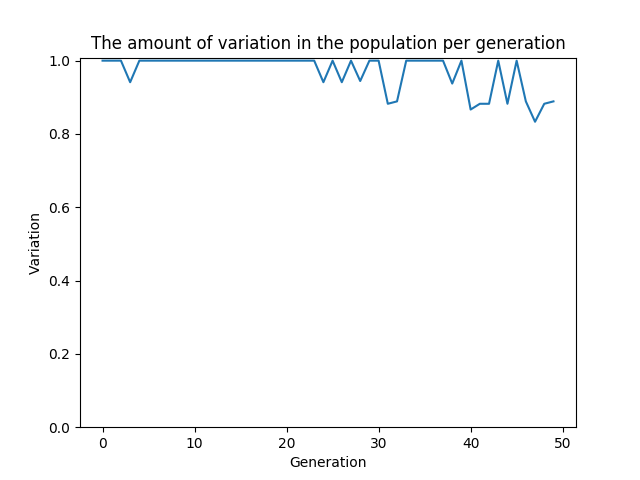 The amount of variation in the population per generation
1.0
0.8
0.6
0.4
0.2
0.0
Variation
0 10 20 30 40 50
Generation